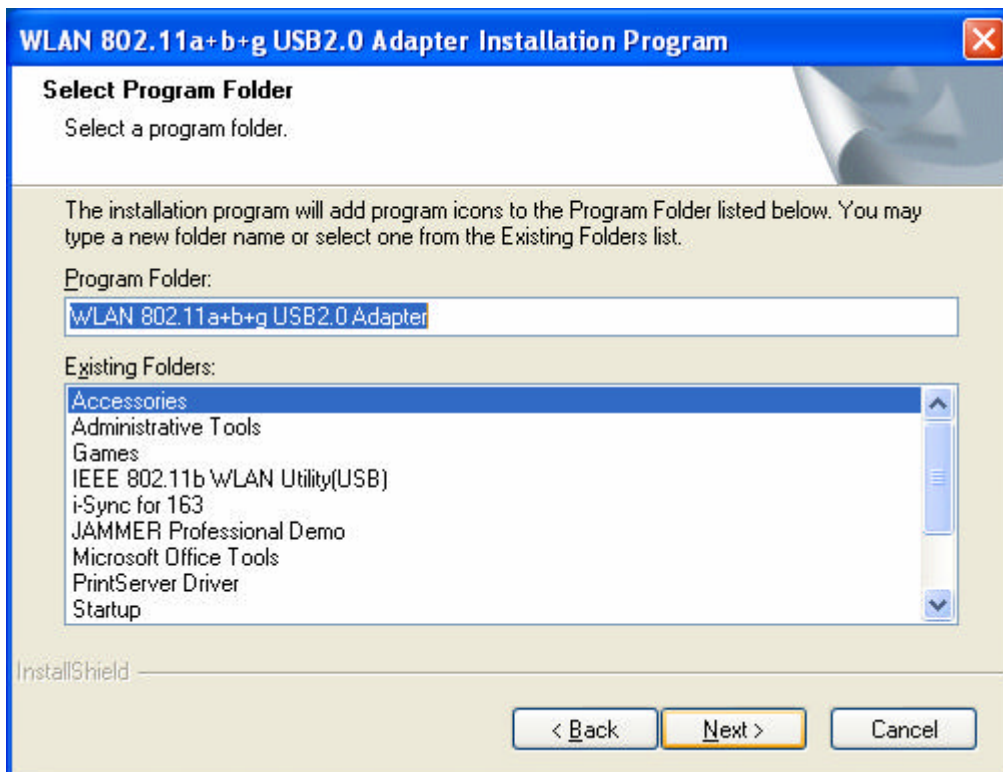 WLAN 802.11a+b+g USB2.0 Adapter Installation Program
Select Program Folder
Select a program folder.
The installation program will add program icons to the Program Folder listed below. You may
type a new folder name or select one from the Existing Folders list.
Program Folder:
WLAN 802.11a+b+g USB2.0 Adapter
Existing Folders:
Accessories
Administrative Tools
Games
IEEE 802.11b WLAN Utility(USB)
i-Sync for 163
JAMMER Professional Demo
Microsoft Office Tools
PrintServer Driver
Startup
InstallShield
< Back
Next >
Cancel